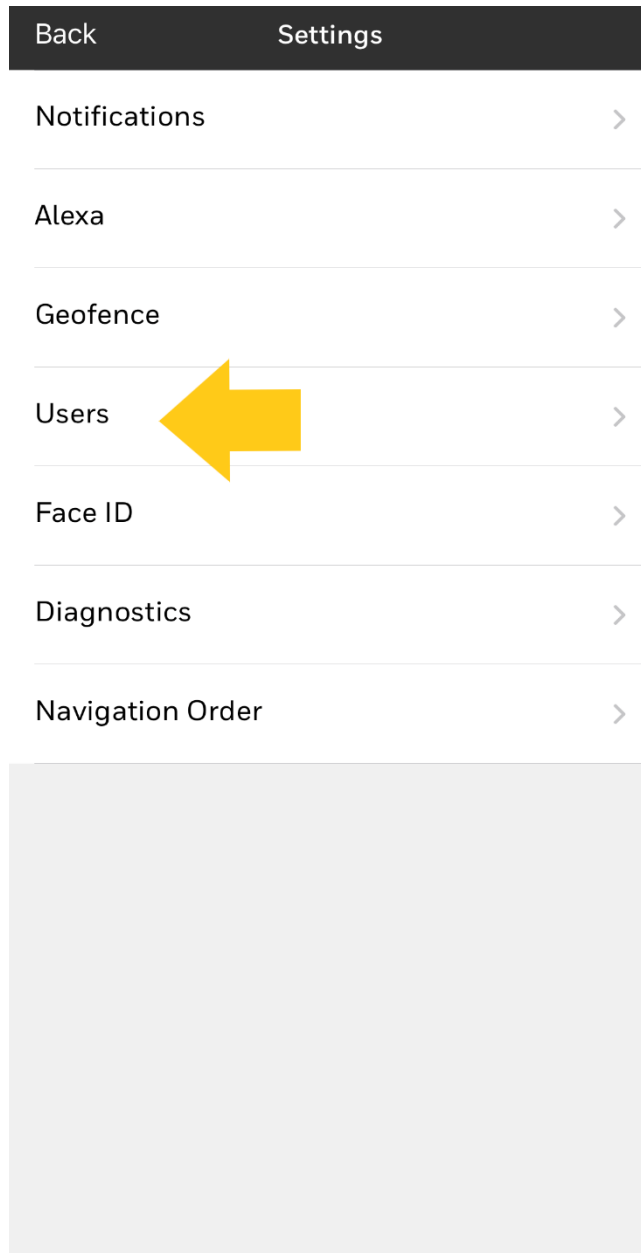 Back Settings
Notifications
Alexa
Geofence
Users
Face ID
Diagnostics
Navigation Order